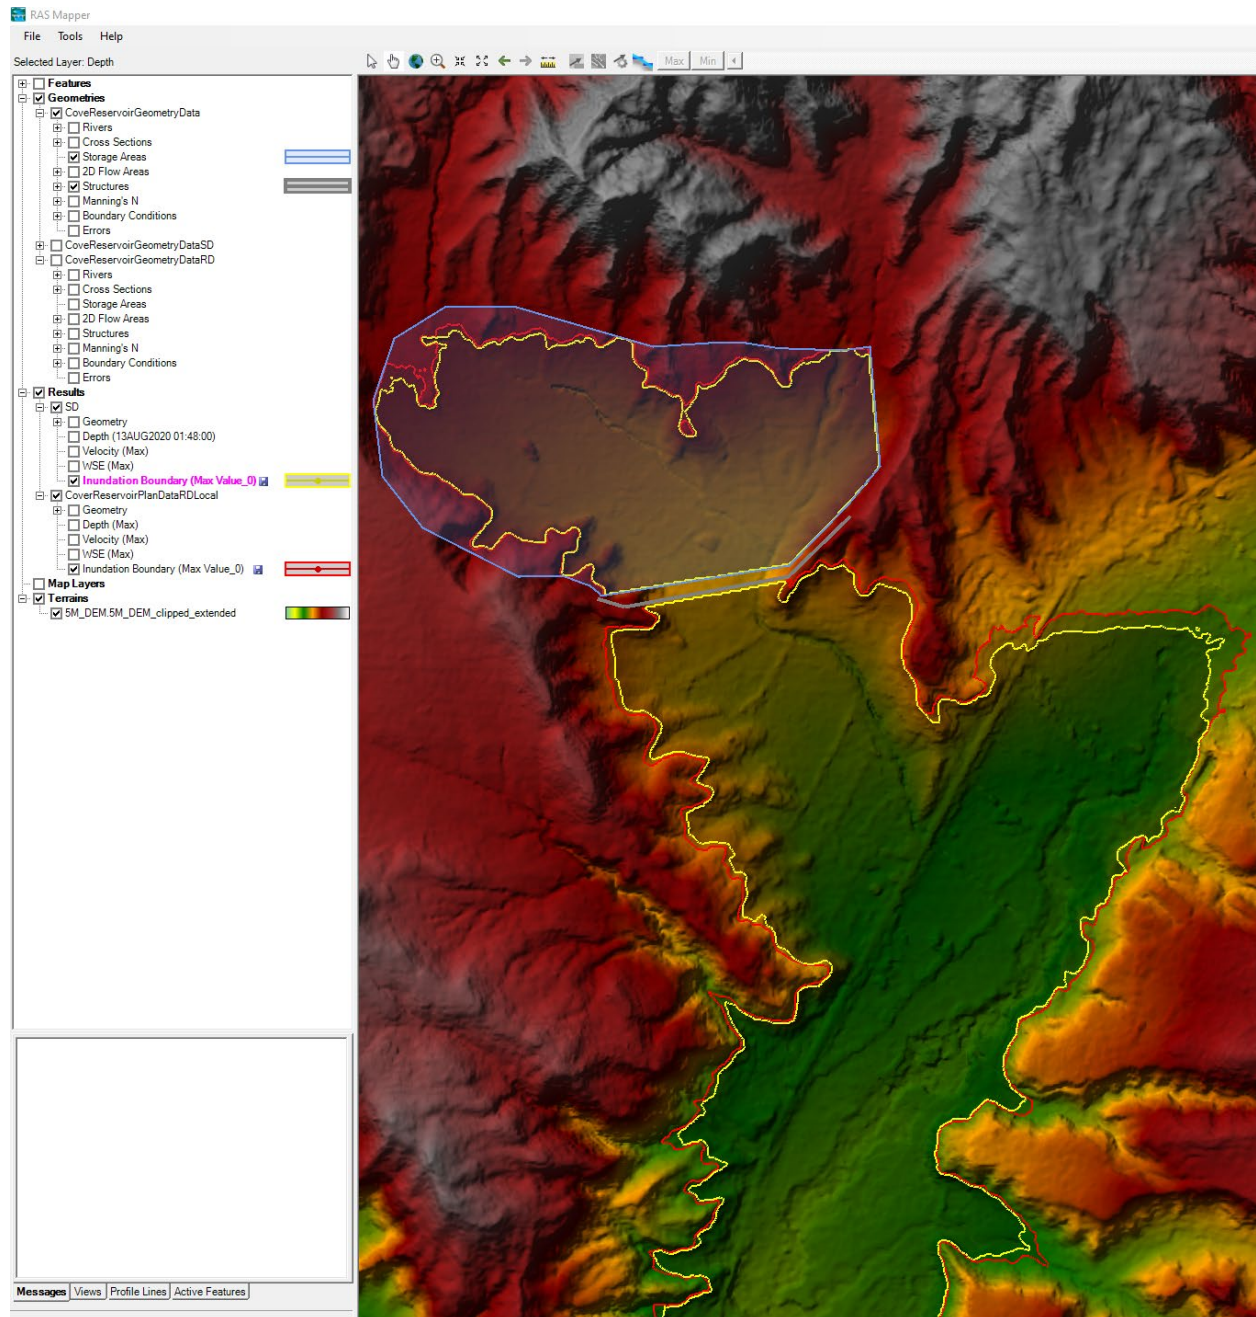 RAS Mapper
File Tools Help
Selected Layer: Depth
Max Min
Features
Geometries
CoveReservoirGeometryData
Rivers
Cross Sections
Storage Areas
2D Flow Areas
Structures
Manning's N
Boundary Conditions
Errors
CoveReservoirGeometryDataSD
CoveReservoirGeometryDataRD
Rivers
Cross Sections
Storage Areas
2D Flow Areas
Structures
Manning's N
Boundary Conditions
Errors
Results
SD
Geometry
Depth (13AUG2020 01:48:00)
Velocity (Max)
WSE (Max)
Inundation Boundary (Max Value_0)
CoverReservoirPlanDataRDLocal
Geometry
Depth (Max)
Velocity (Max)
WSE (Max)
Inundation Boundary (Max Value_0)
Map Layers
Terrains
5M_DEM.5M_DEM_clipped_extended
Messages Views Profile Lines Active Features